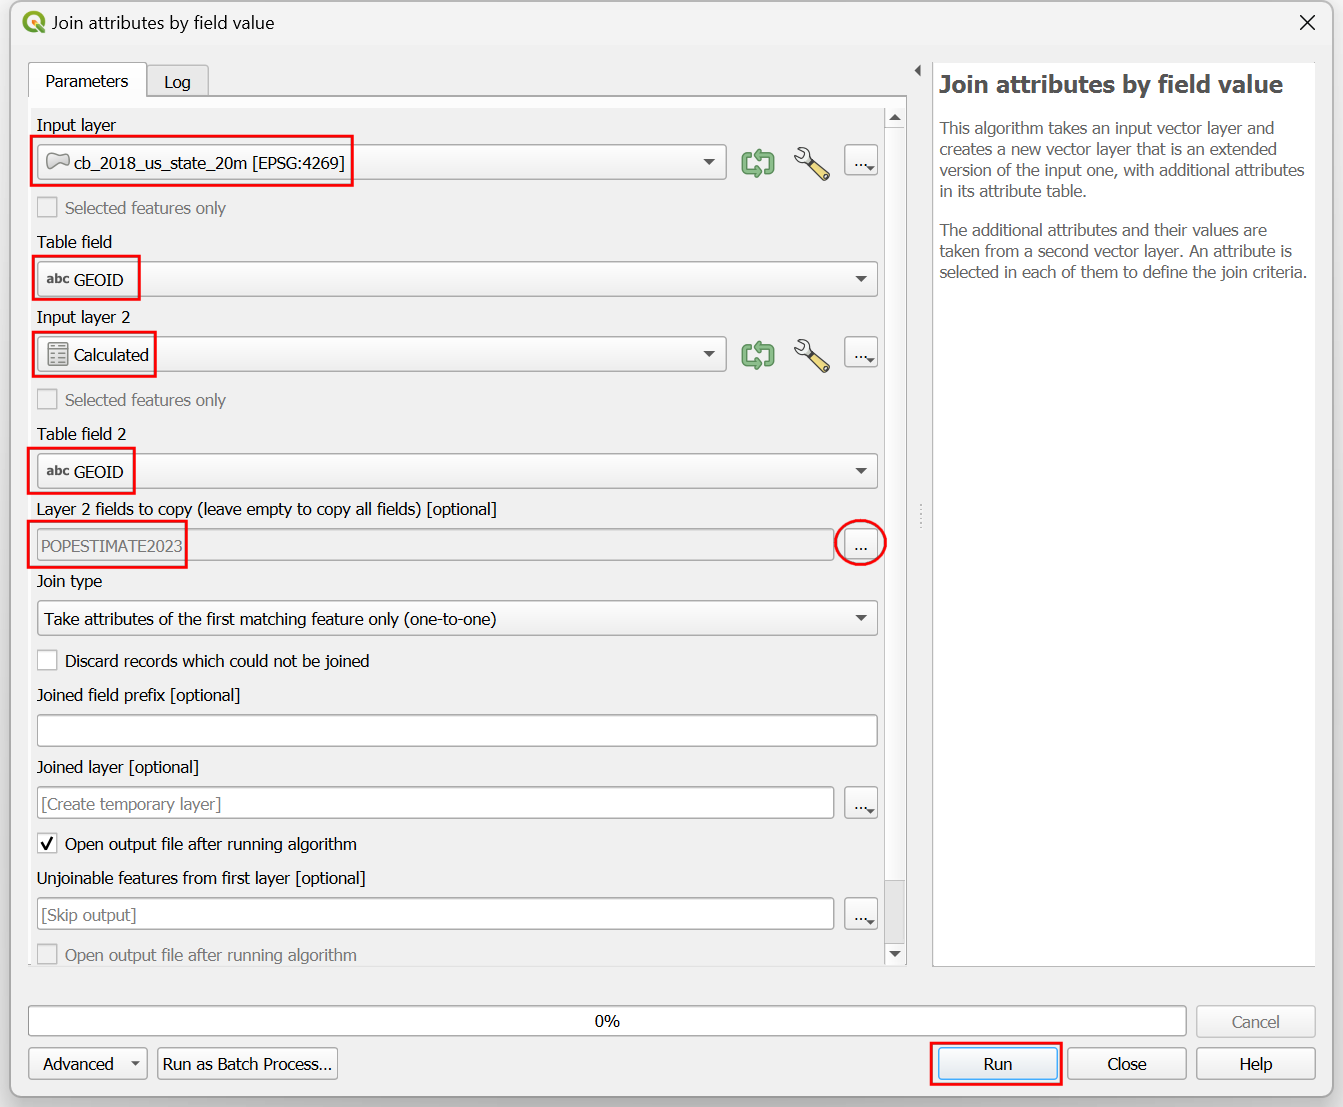 Join attributes by field value
Parameters
Log
Input layer
cb_2018_us_state_20m [EPSG:4269]
...
Selected features only
Table field
abc GEOID
Input layer 2
Calculated
...
Selected features only
Table field 2
abc GEOID
Layer 2 fields to copy (leave empty to copy all fields) [optional]
POPESTIMATE2023
...
Join type
Take attributes of the first matching feature only (one-to-one)
Discard records which could not be joined
Joined field prefix [optional]
Joined layer [optional]
[Create temporary layer]
...
Open output file after running algorithm
Unjoinable features from first layer [optional]
[Skip output]
...
Open output file after running algorithm
Join attributes by field value
This algorithm takes an input vector layer and
creates a new vector layer that is an extended
version of the input one, with additional attributes
in its attribute table.
The additional attributes and their values are
taken from a second vector layer. An attribute is
selected in each of them to define the join criteria.
0%
Cancel
Advanced
Run as Batch Process...
Run
Close
Help